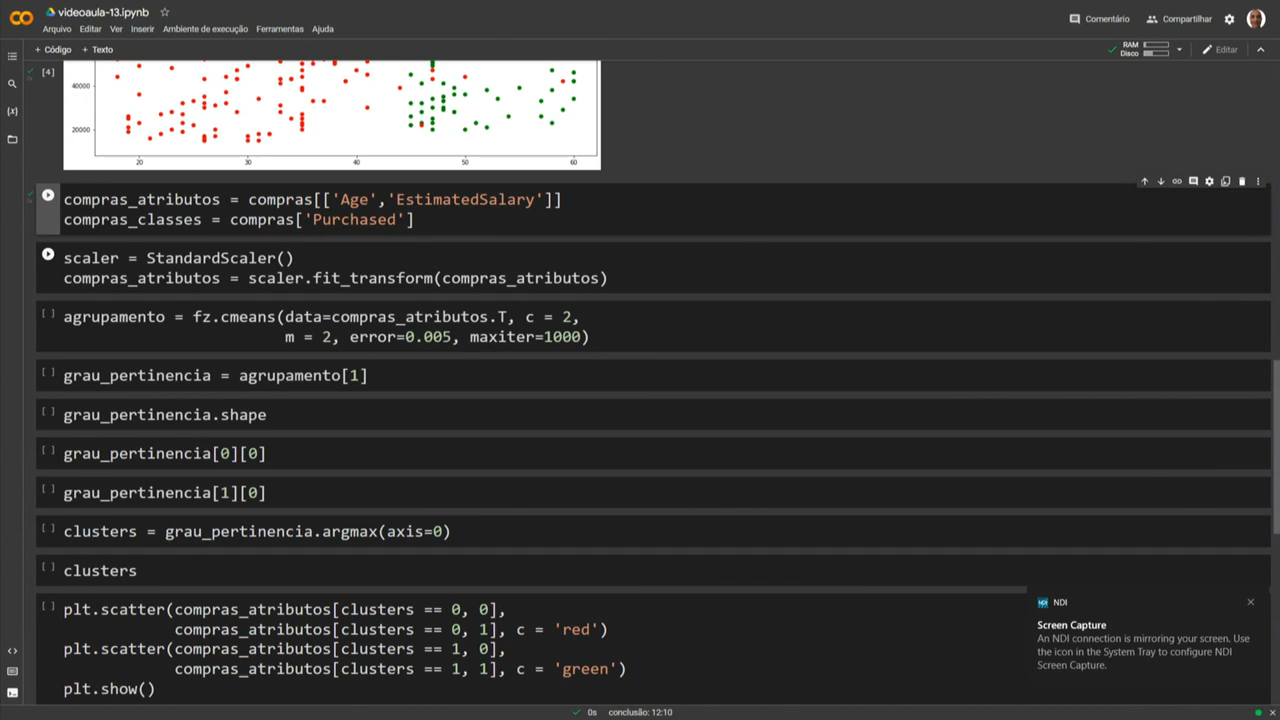 videoaula-13.ipynb
Arquivo Editar Ver Inserir Ambiente de execução Ferramentas Ajuda
Comentário Compartilhar
+ Código + Texto
RAM
Disco
Editar
[4]
40000
20000
20 30 40 50 60
compras_atributos = compras[['Age','EstimatedSalary']]
compras_classes = compras['Purchased']
scaler = StandardScaler()
compras_atributos = scaler.fit_transform(compras_atributos)
[ ] agrupamento = fz.cmeans(data=compras_atributos.T, c = 2,
m = 2, error=0.005, maxiter=1000)
[ ] grau_pertinencia = agrupamento[1]
[ ] grau_pertinencia.shape
[ ] grau_pertinencia[0][0]
[ ] grau_pertinencia[1][0]
[ ] clusters = grau_pertinencia.argmax(axis=0)
[ ] clusters
[ ] plt.scatter(compras_atributos[clusters == 0, 0],
compras_atributos[clusters == 0, 1], c = 'red')
plt.scatter(compras_atributos[clusters == 1, 0],
compras_atributos[clusters == 1, 1], c = 'green')
plt.show()
NDI
Screen Capture
An NDI connection is mirroring your screen. Use
the icon in the System Tray to configure NDI
Screen Capture.
0s conclusão: 12:10